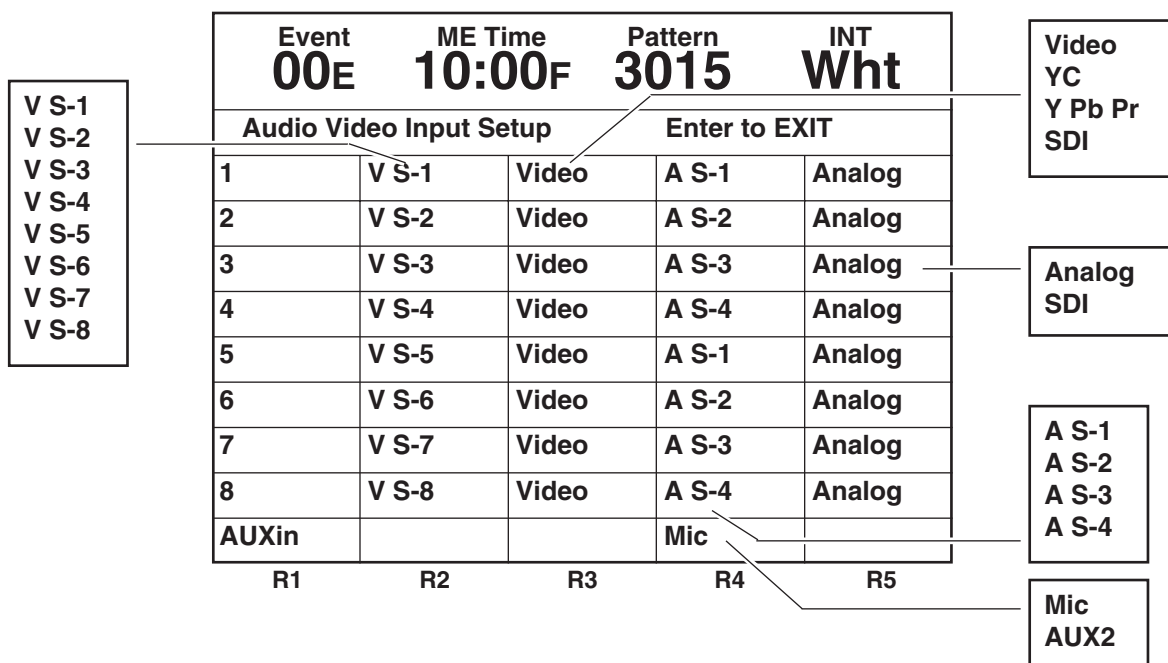 V S-1
V S-2
V S-3
V S-4
V S-5
V S-6
V S-7
V S-8
Event ME Time Pattern INT
00E 10:00F 3015 Wht
Audio Video Input Setup Enter to EXIT
1 V S-1 Video A S-1 Analog
2 V S-2 Video A S-2 Analog
3 V S-3 Video A S-3 Analog
4 V S-4 Video A S-4 Analog
5 V S-5 Video A S-1 Analog
6 V S-6 Video A S-2 Analog
7 V S-7 Video A S-3 Analog
8 V S-8 Video A S-4 Analog
AUXin Mic
R1 R2 R3 R4 R5
Video
YC
Y Pb Pr
SDI
Analog
SDI
A S-1
A S-2
A S-3
A S-4
Mic
AUX2